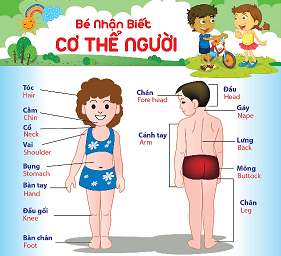 Bé Nhận Biết
CƠ THỂ NGƯỜI
Tóc
Hair
Cằm
Chin
Cổ
Neck
Vai
Shoulder
Bụng
Stomach
Bàn tay
Hand
Đầu gối
Knee
Bàn chân
Foot
Chán
Fore head
Cánh tay
Arm
Đầu
Head
Gáy
Nape
Lưng
Back
Mông
Buttock
Chân
Leg